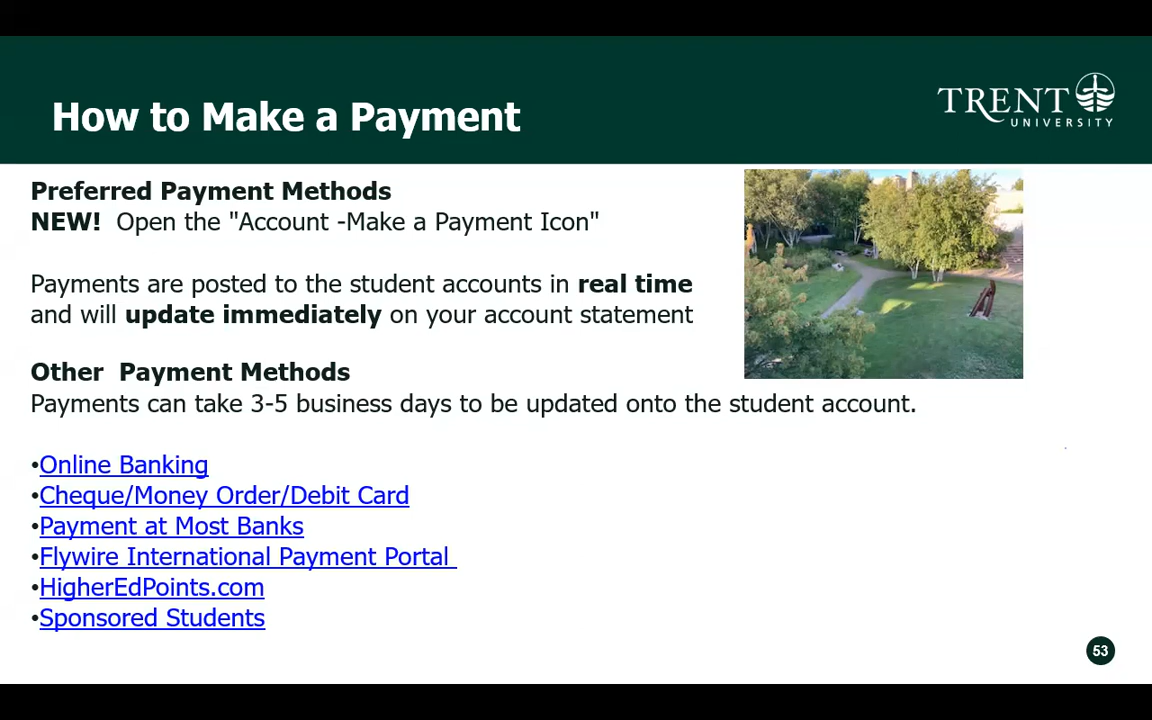 How to Make a Payment
TRENT
UNIVERSITY
Preferred Payment Methods
NEW!  Open the "Account -Make a Payment Icon"
Payments are posted to the student accounts in real time
and will update immediately on your account statement
Other  Payment Methods
Payments can take 3-5 business days to be updated onto the student account.
•Online Banking
•Cheque/Money Order/Debit Card
•Payment at Most Banks
•Flywire International Payment Portal
•HigherEdPoints.com
•Sponsored Students
53